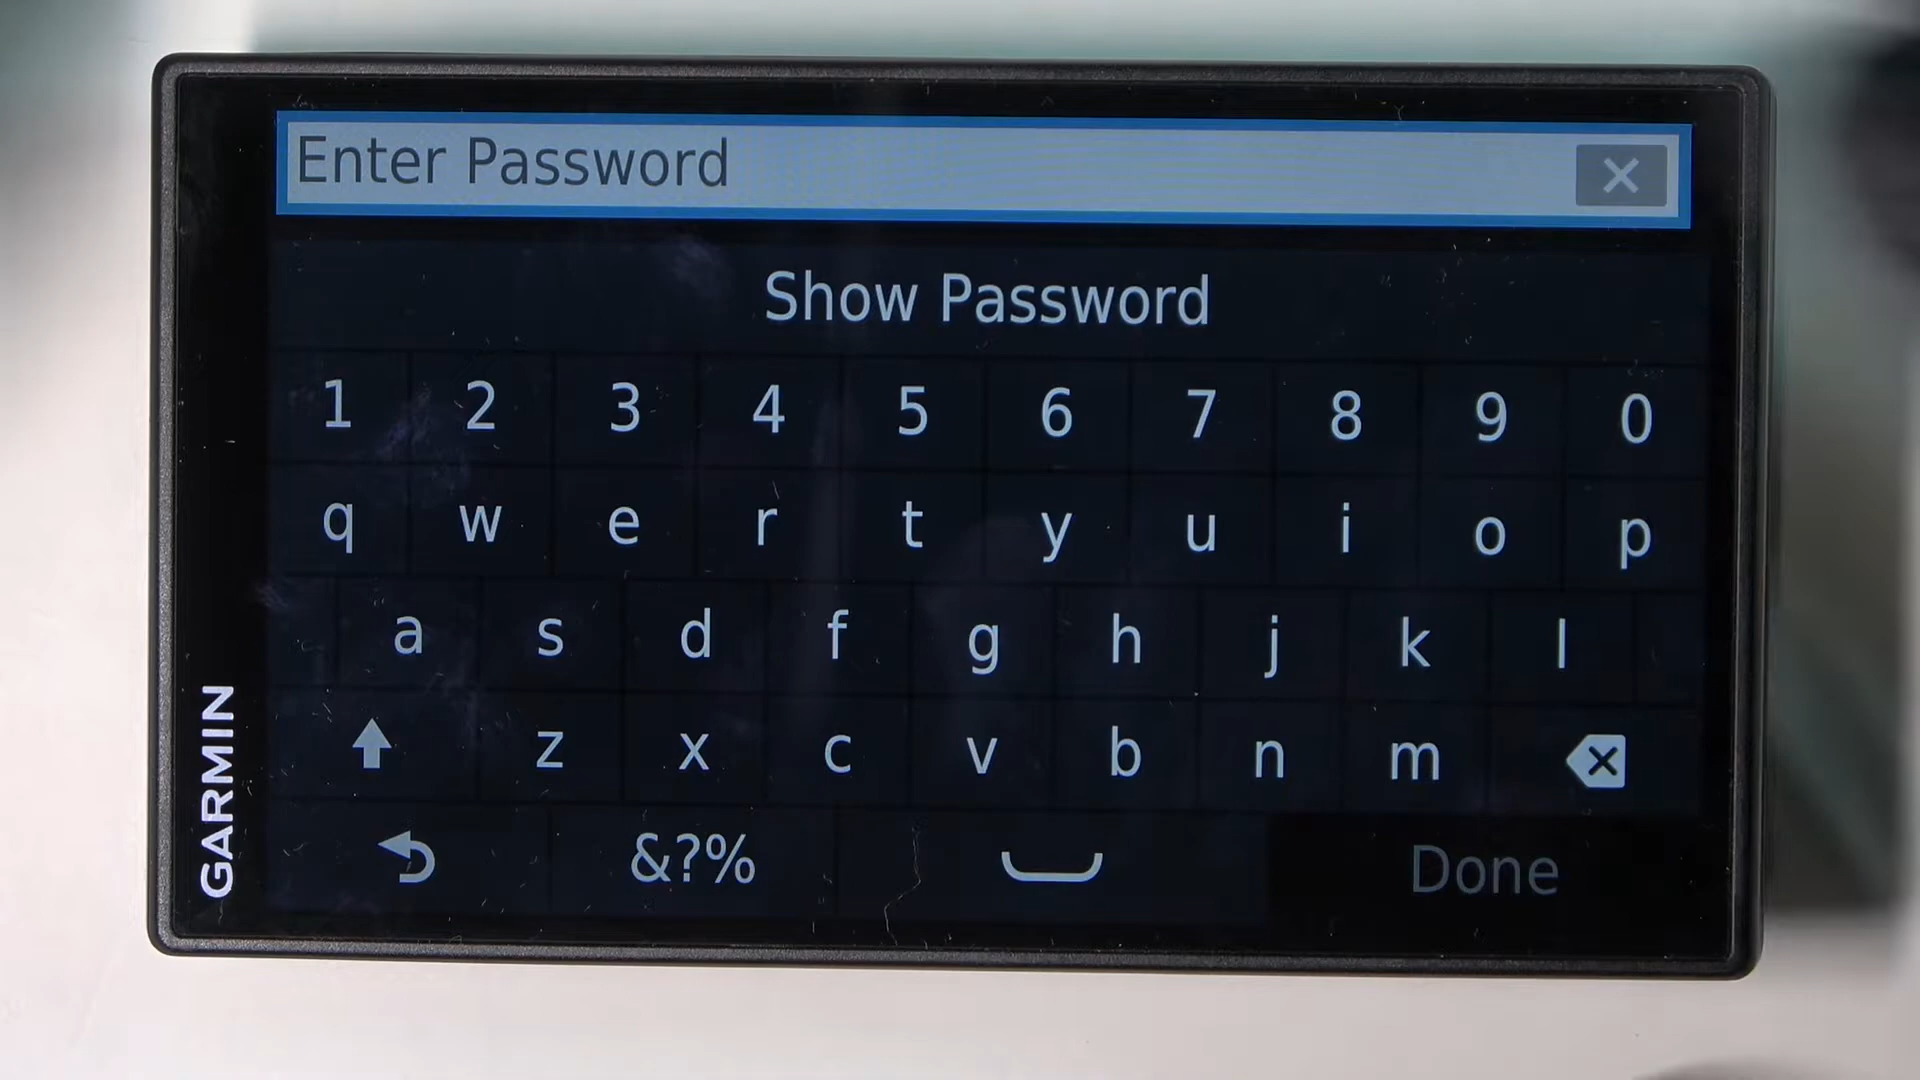 Enter Password
Show Password
1 2 3 4 5 6 7 8 9 0
q w e r t y u i o p
a s d f g h j k l
z x c v b n m
&?% Done
GARMIN